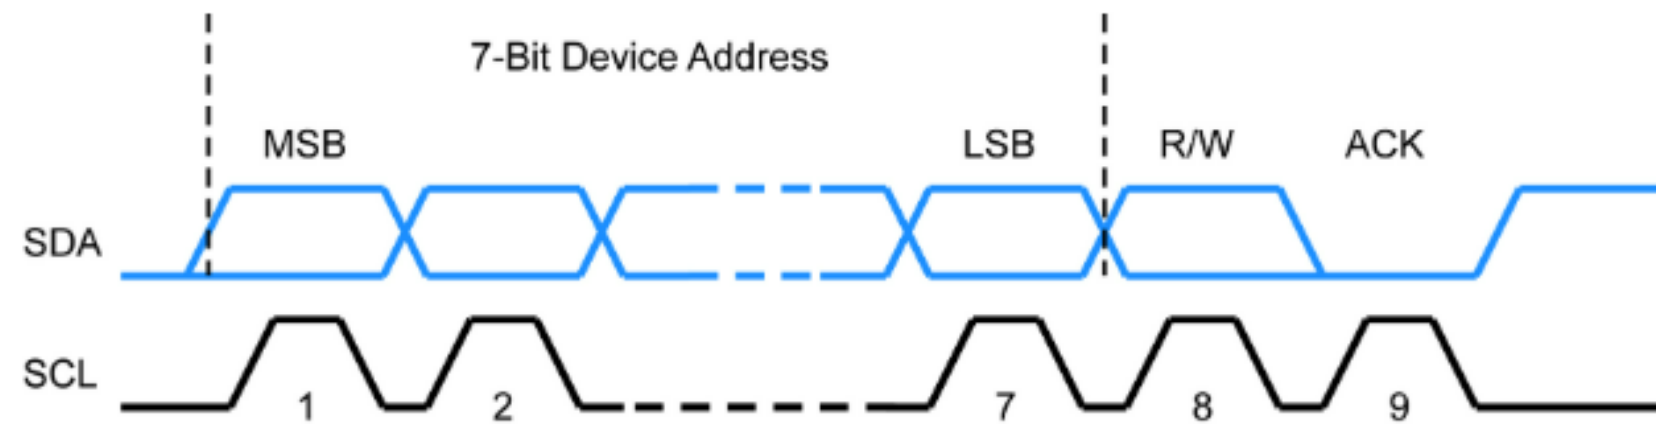 7-Bit Device Address
MSB LSB R/W ACK
SDA
SCL
1 2 7 8 9